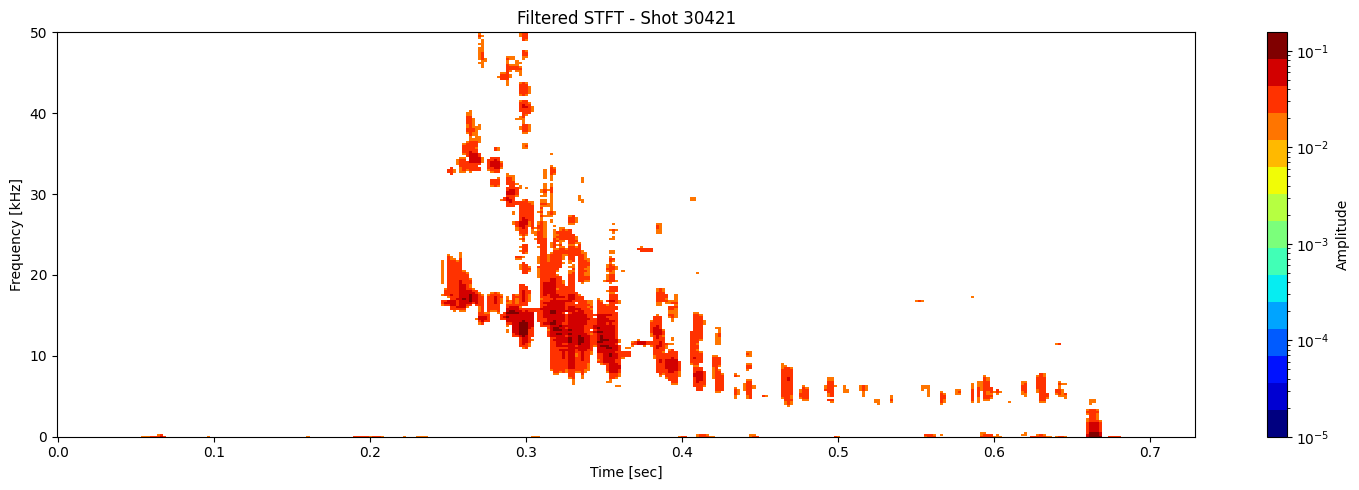 Filtered STFT - Shot 30421
50
40
30
20
10
0
Frequency [kHz]
0.0 0.1 0.2 0.3 0.4 0.5 0.6 0.7
Time [sec]
10⁻¹
10⁻²
10⁻³
10⁻⁴
10⁻⁵
Amplitude